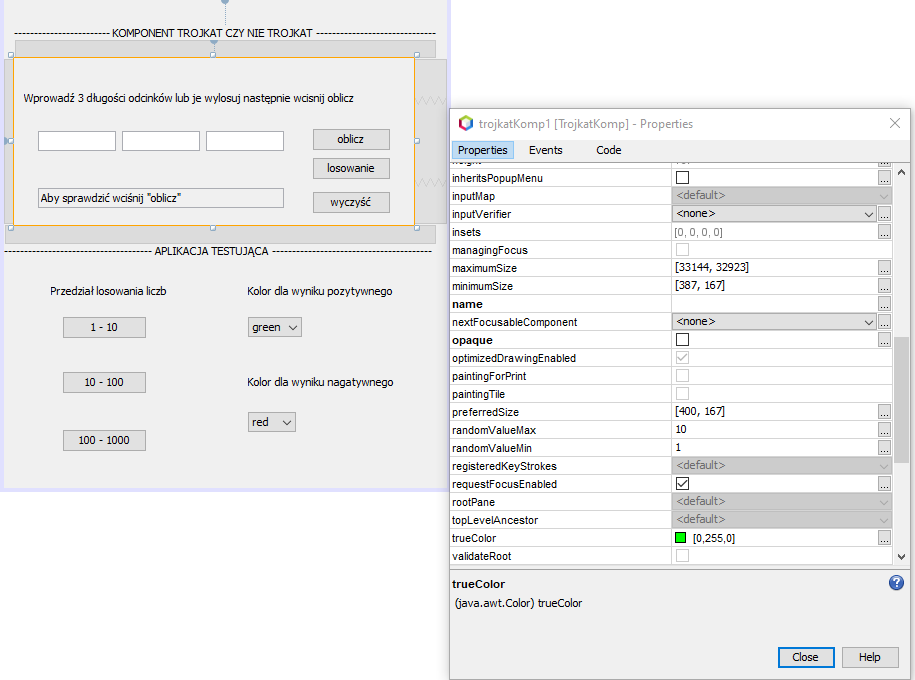 ------------------------ KOMPONENT TROJKAT CZY NIE TROJKAT ------------------------------
Wprowadź 3 długości odcinków lub je wylosuj następnie wcisnij oblicz
oblicz
losowanie
Aby sprawdzić wciśnij "oblicz"
wyczyść
------------------------------------- APLIKACJA TESTUJĄCA ----------------------------------------
Przedział losowania liczb
Kolor dla wyniku pozytywnego
1 - 10
green
10 - 100
Kolor dla wyniku nagatywnego
red
100 - 1000
trojkatKomp1 [TrojkatKomp] - Properties
Properties Events Code
inheritsPopupMenu ...
inputMap <default>
inputVerifier <none> ...
insets [0, 0, 0, 0] ...
managingFocus
maximumSize [33144, 32923] ...
minimumSize [387, 167] ...
name ...
nextFocusableComponent <none> ...
opaque ...
optimizedDrawingEnabled
paintingForPrint
paintingTile
preferredSize [400, 167] ...
randomValueMax 10 ...
randomValueMin 1 ...
registeredKeyStrokes <default>
requestFocusEnabled ...
rootPane <default>
topLevelAncestor <default>
trueColor [0,255,0] ...
validateRoot
trueColor ?
(java.awt.Color) trueColor
Close Help